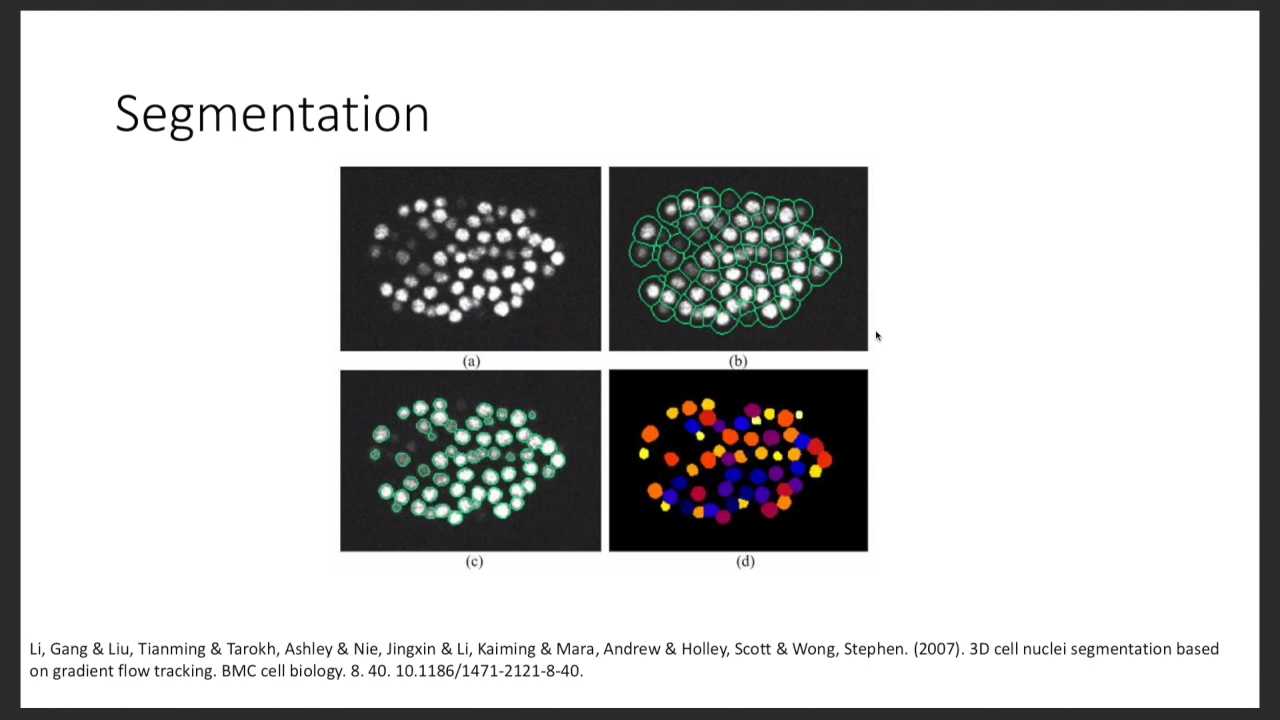 Segmentation
(a)
(b)
(c)
(d)
Li, Gang & Liu, Tianming & Tarokh, Ashley & Nie, Jingxin & Li, Kaiming & Mara, Andrew & Holley, Scott & Wong, Stephen. (2007). 3D cell nuclei segmentation based
on gradient flow tracking. BMC cell biology. 8. 40. 10.1186/1471-2121-8-40.